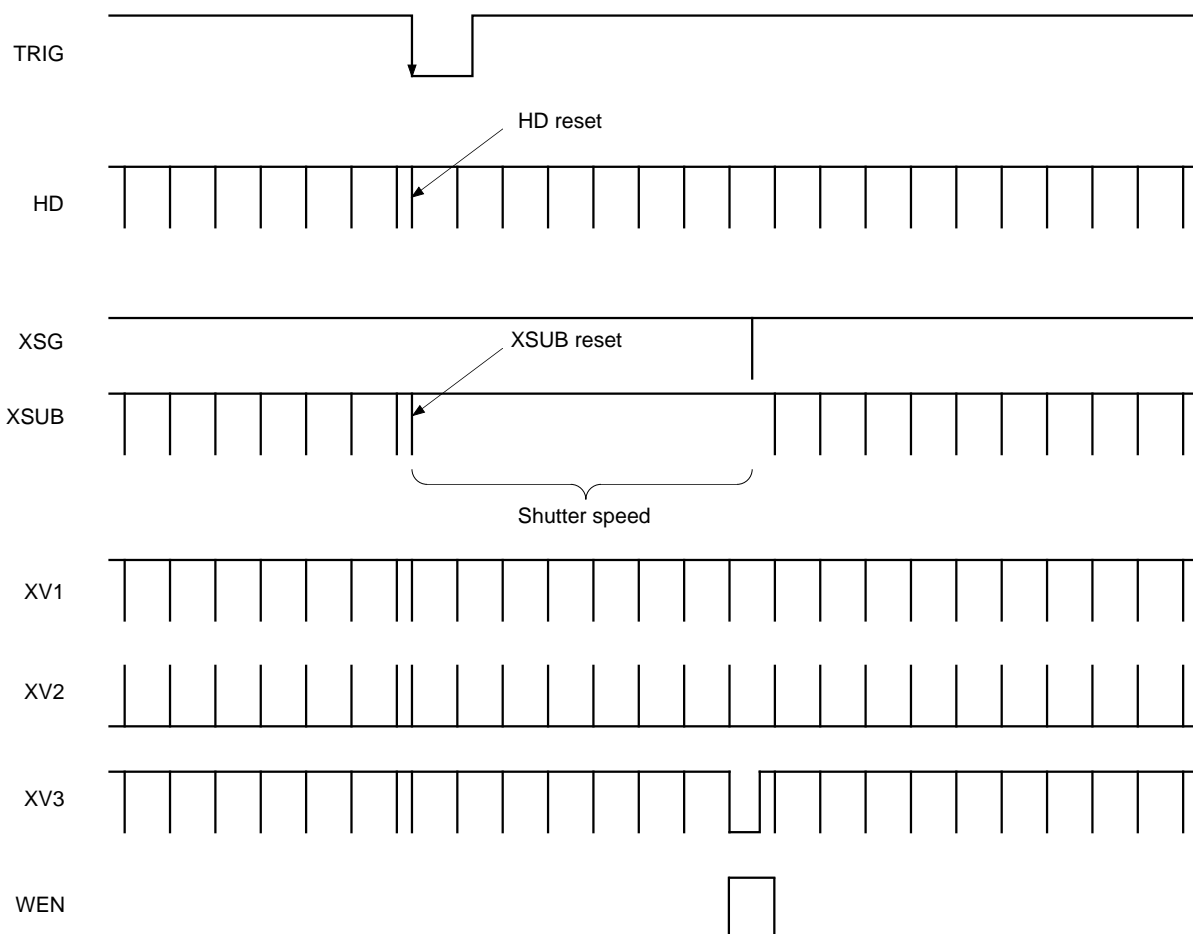 TRIG
HD reset
HD
XSG
XSUB reset
XSUB
Shutter speed
XV1
XV2
XV3
WEN